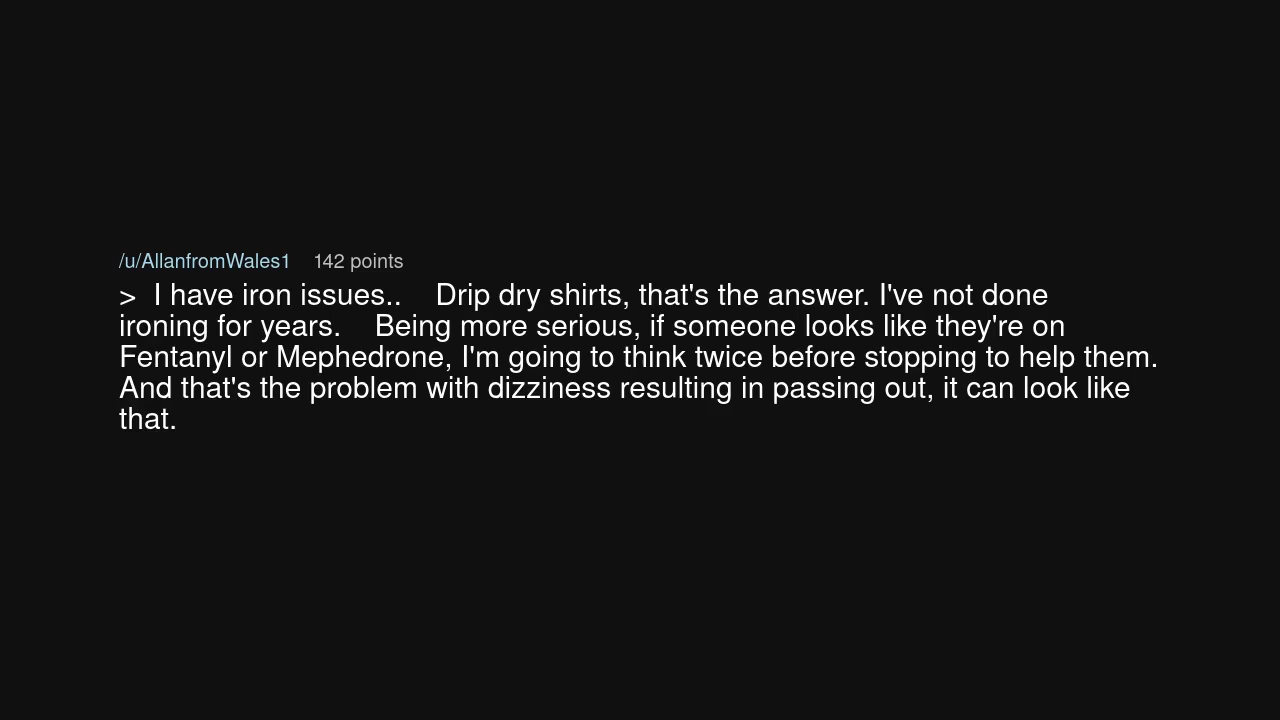 /u/AllanfromWales1 142 points
> I have iron issues.. Drip dry shirts, that's the answer. I've not done
ironing for years. Being more serious, if someone looks like they're on
Fentanyl or Mephedrone, I'm going to think twice before stopping to help them.
And that's the problem with dizziness resulting in passing out, it can look like
that.